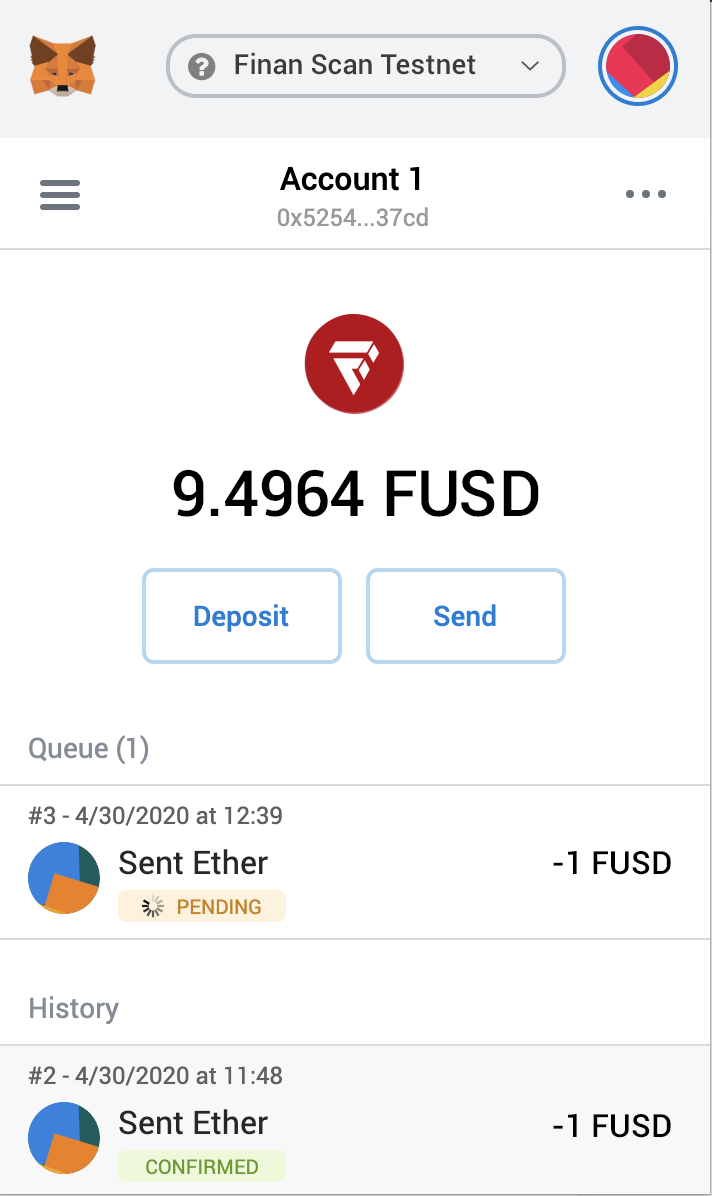 Finan Scan Testnet
Account 1
0x5254...37cd
9.4964 FUSD
Deposit
Send
Queue (1)
#3 - 4/30/2020 at 12:39
Sent Ether
-1 FUSD
PENDING
History
#2 - 4/30/2020 at 11:48
Sent Ether
-1 FUSD
CONFIRMED